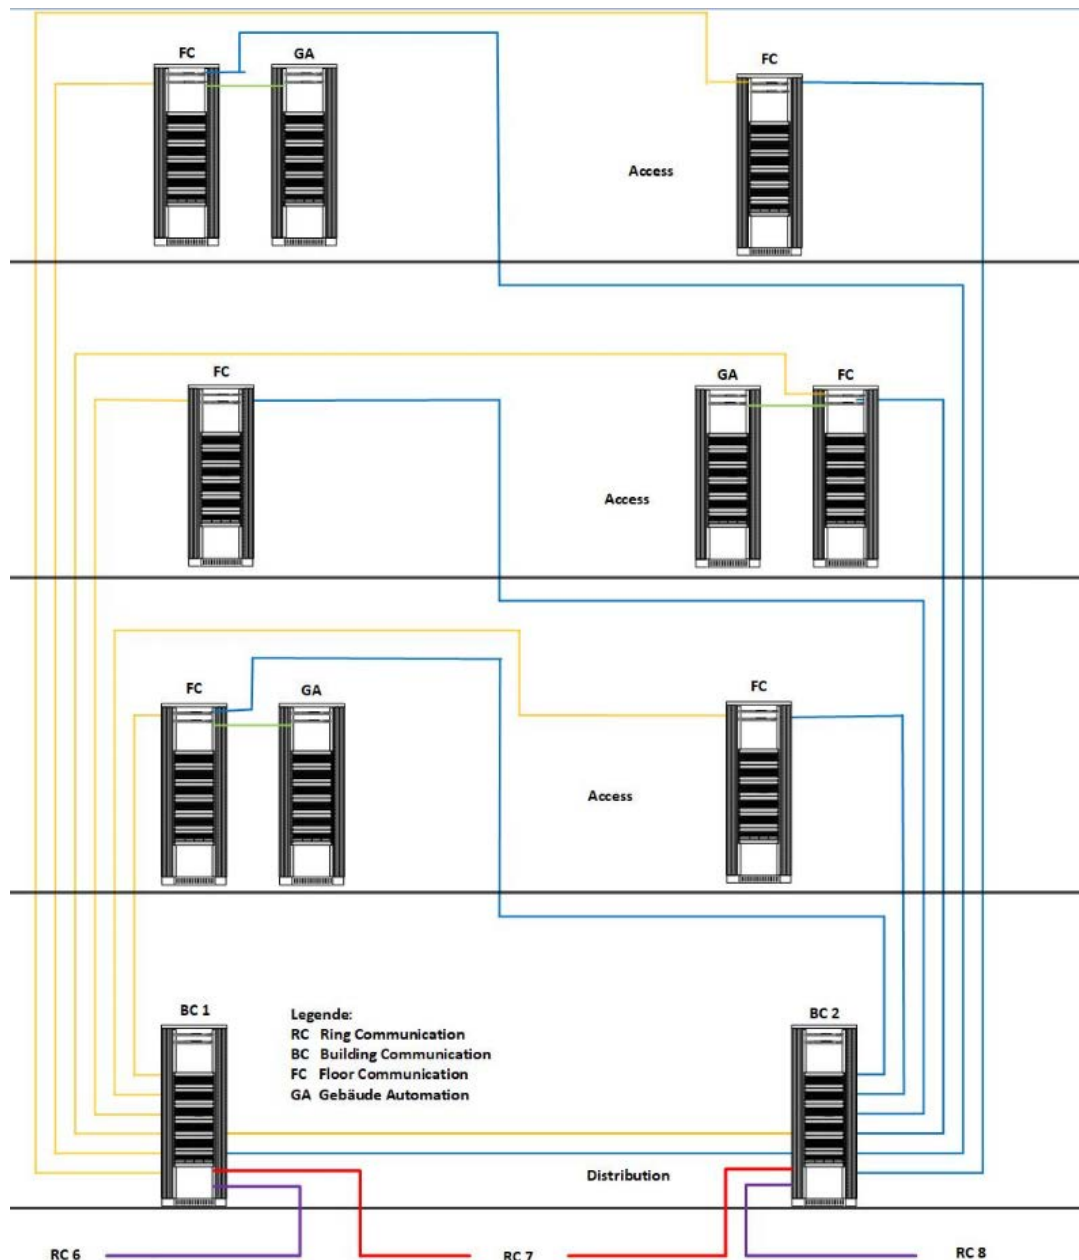 FC GA
FC
Access
FC
GA FC
Access
FC GA
FC
Access
BC 1
BC 2
Legende:
RC Ring Communication
BC Building Communication
FC Floor Communication
GA Gebäude Automation
Distribution
RC 6
RC 7
RC 8